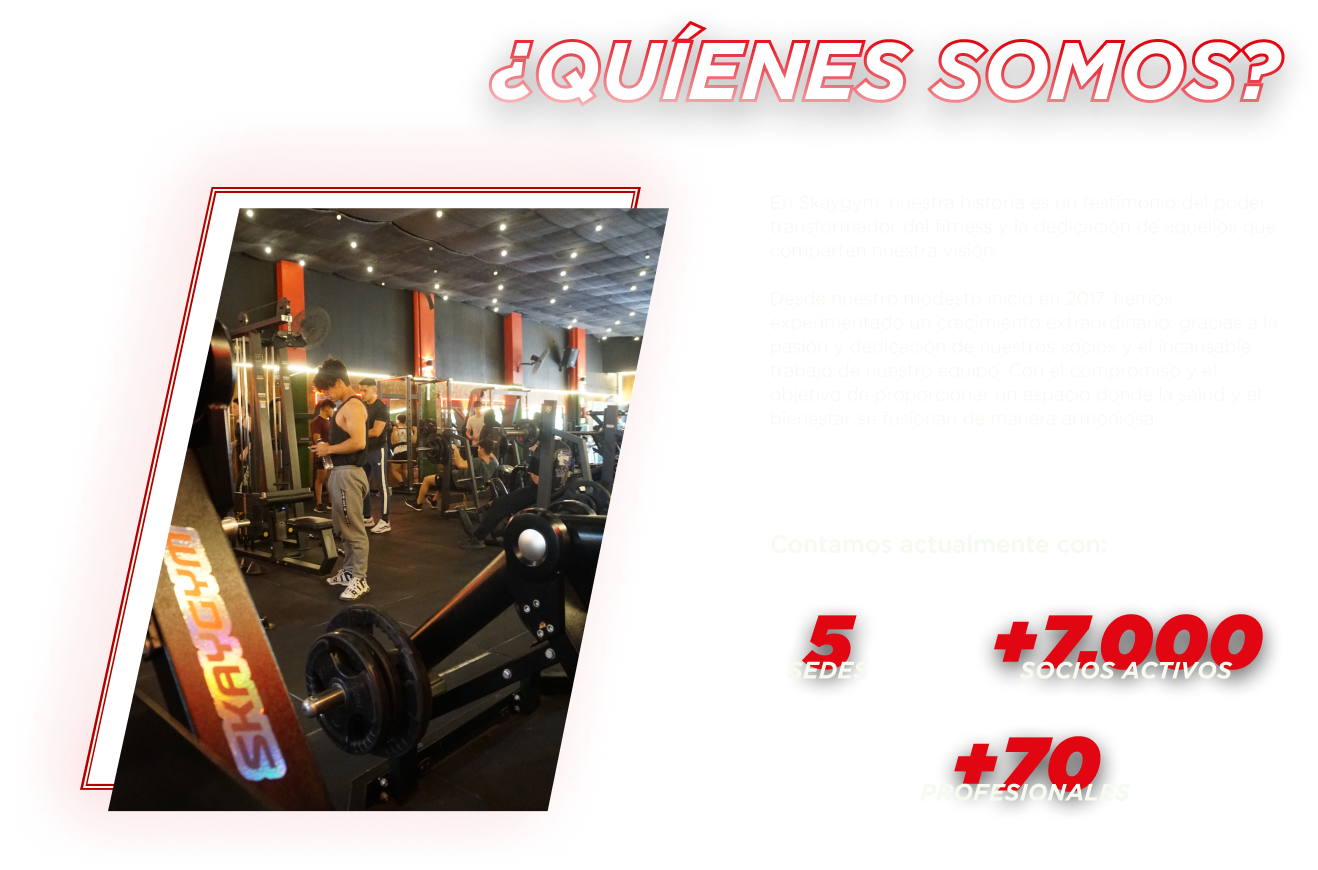 ¿QUÍENES SOMOS?
En Skaygym, nuestra historia es un testimonio del poder
transformador del fitness y la dedicación de aquellos que
comparten nuestra visión.
Desde nuestro modesto inicio en 2017, hemos
experimentado un crecimiento extraordinario, gracias a la
pasión y dedicación de nuestros socios y el incansable
trabajo de nuestro equipo. Con el compromiso y el
objetivo de proporcionar un espacio donde la salud y el
bienestar se fusionan de manera armoniosa.
SKAYGYM
Contamos actualmente con:
5
SEDES
+7.000
SOCIOS ACTIVOS
+70
PROFESIONALES